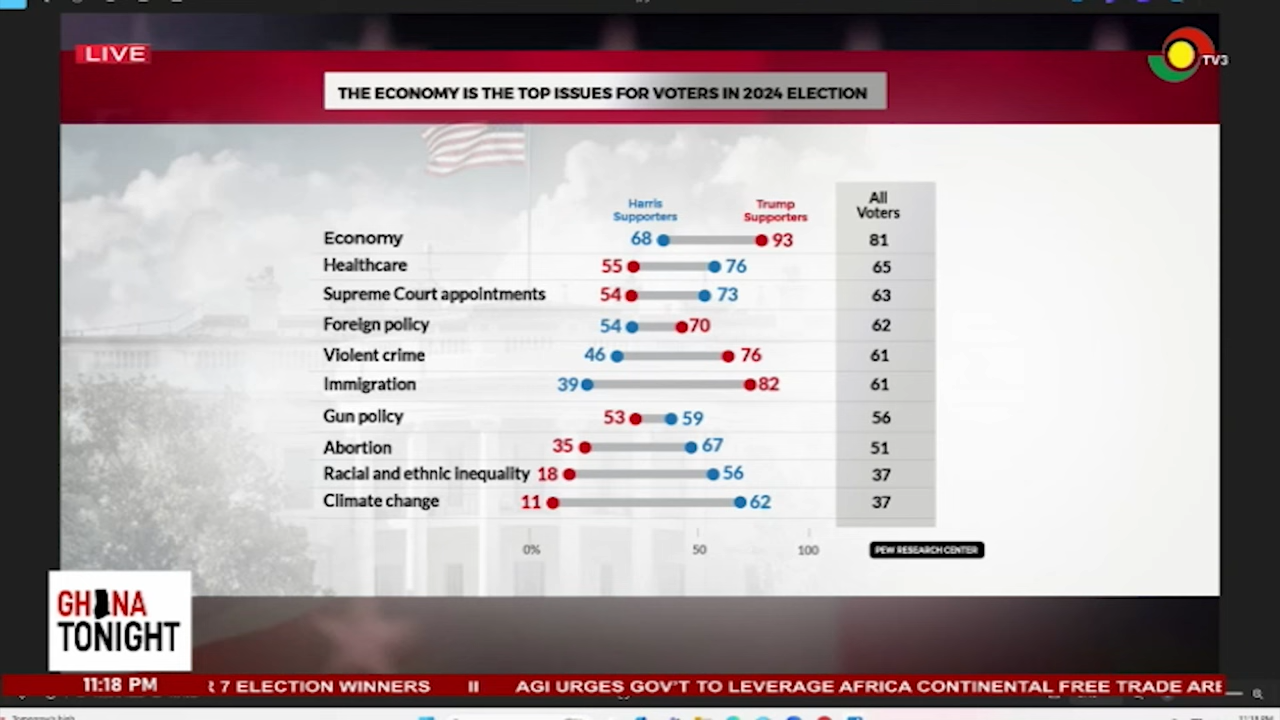 LIVE
TV3
THE ECONOMY IS THE TOP ISSUES FOR VOTERS IN 2024 ELECTION
Harris Supporters
Trump Supporters
All Voters
Economy 68 93 81
Healthcare 55 76 65
Supreme Court appointments 54 73 63
Foreign policy 54 70 62
Violent crime 46 76 61
Immigration 39 82 61
Gun policy 53 59 56
Abortion 35 67 51
Racial and ethnic inequality 18 56 37
Climate change 11 62 37
0% 50 100
PEW RESEARCH CENTER
GHANA
TONIGHT
11:18 PM 7 ELECTION WINNERS II AGI URGES GOV'T TO LEVERAGE AFRICA CONTINENTAL FREE TRADE